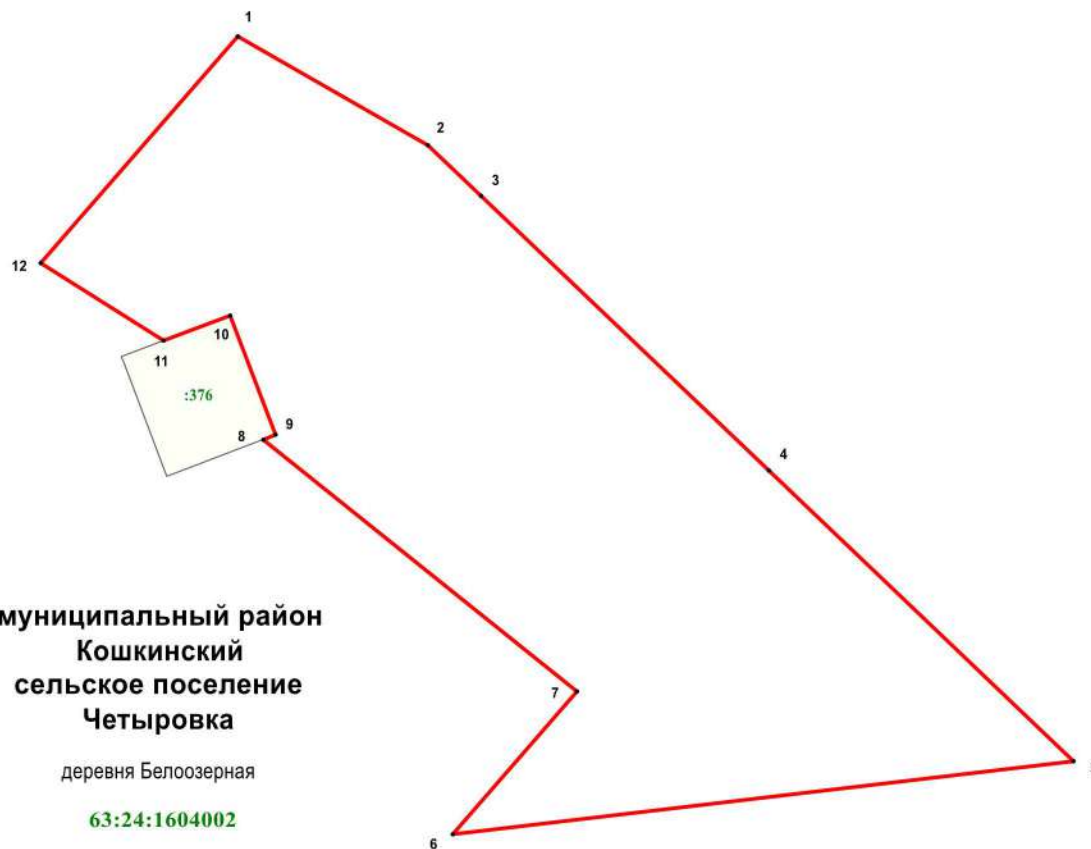 1
2
3
12
10
11
:376
9
8
4
муниципальный район
Кошкинский
сельское поселение
Четыровка
7
деревня Белоозерная
63:24:1604002
6